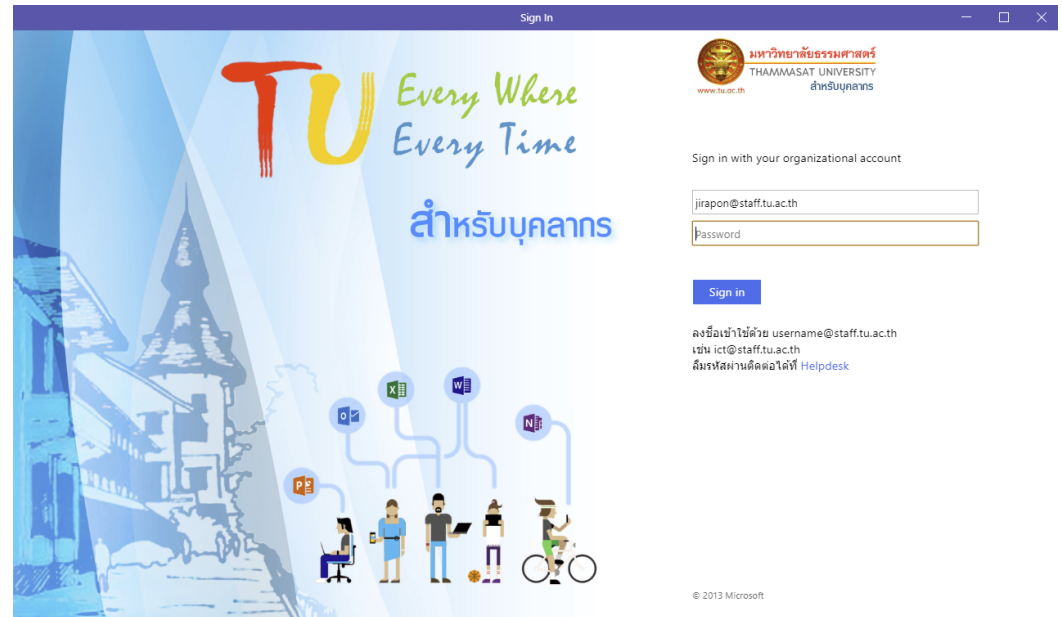 Sign In
TU
Every Where
Every Time
สำหรับบุคลากร
มหาวิทยาลัยธรรมศาสตร์
THAMMASAT UNIVERSITY
www.tu.ac.th
สำหรับบุคลากร
Sign in with your organizational account
jirapon@staff.tu.ac.th
Password
Sign in
ลงชื่อเข้าใช้ด้วย username@staff.tu.ac.th
เช่น ict@staff.tu.ac.th
ลืมรหัสผ่านติดต่อได้ที่ Helpdesk
X
W
O
N
P
© 2013 Microsoft